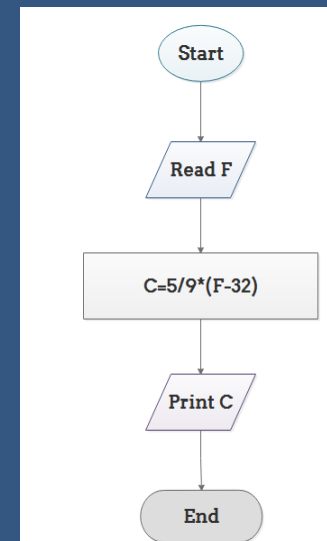 Start
Read F
C=5/9*(F-32)
Print C
End